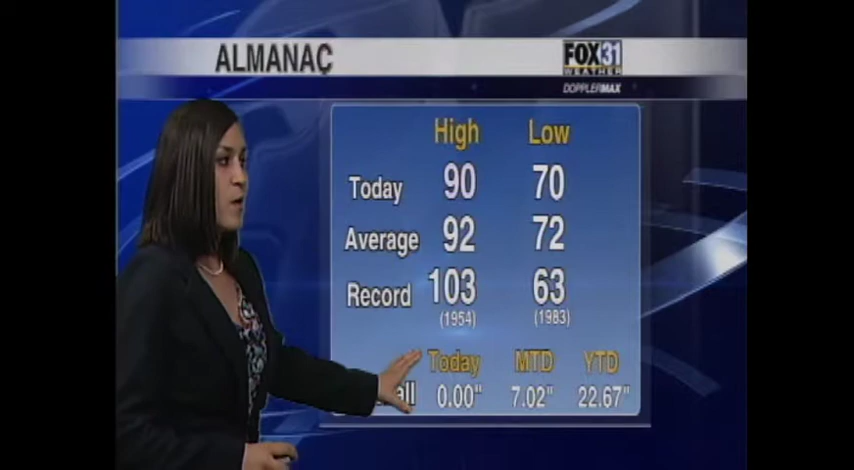 ALMANAC
FOX 31
WEATHER
DOPPLERMAX
High Low
Today 90 70
Average 92 72
Record 103 63
(1954) (1983)
Today MTD YTD
all 0.00" 7.02" 22.67"